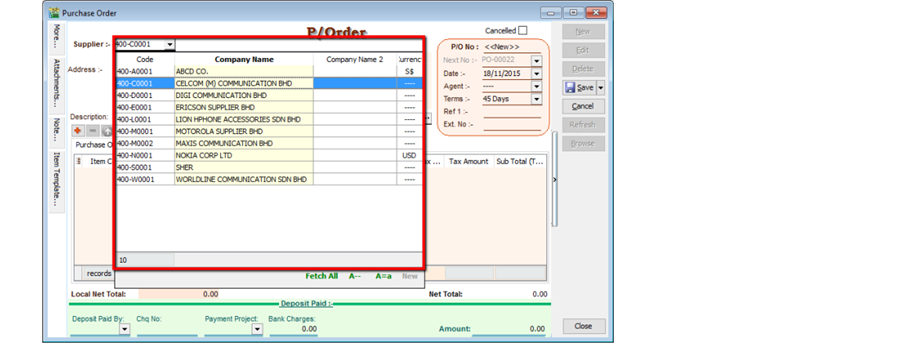 Purchase Order
P/Order
Cancelled
Supplier :- 400-C0001
Address :-
Description:
More...
Attachments...
Note...
Item Template...
P/O No : <<New>>
Next No :- PO-00022
Date :- 18/11/2015
Agent :- ----
Terms :- 45 Days
Ref 1 :-
Ext. No :-
New
Edit
Delete
Save
Cancel
Refresh
Browse
Code Company Name Company Name 2
400-A0001 ABCD CO. S$
400-C0001 CELCOM (M) COMMUNICATION BHD ----
400-D0001 DIGI COMMUNICATION BHD ----
400-E0001 ERICSON SUPPLIER BHD ----
400-L0001 LION HPHONE ACCESSORIES SDN BHD ----
400-M0001 MOTOROLA SUPPLIER BHD ----
400-M0002 MAXIS COMMUNICATION BHD ----
400-N0001 NOKIA CORP LTD USD
400-S0001 SHER ----
400-W0001 WORLDLINE COMMUNICATION SDN BHD ----
10
Purchase O
Item C
Tax Amount Sub Total (T...
records
Fetch All A-- A=a New
Local Net Total: 0.00 Net Total: 0.00
Deposit Paid :-
Deposit Paid By: Chq No: Payment Project: Bank Charges:
0.00 Amount: 0.00
Close